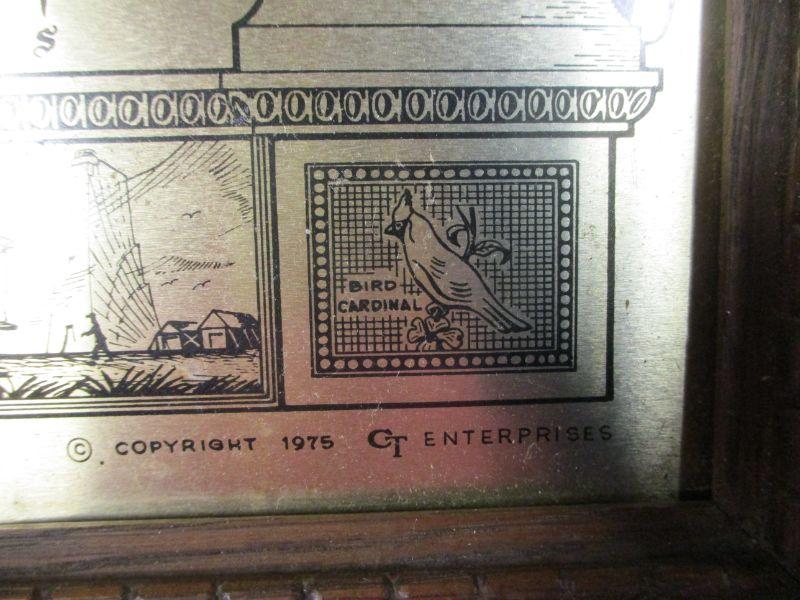 S
BIRD
CARDINAL
© COPYRIGHT 1975 CT ENTERPRISES